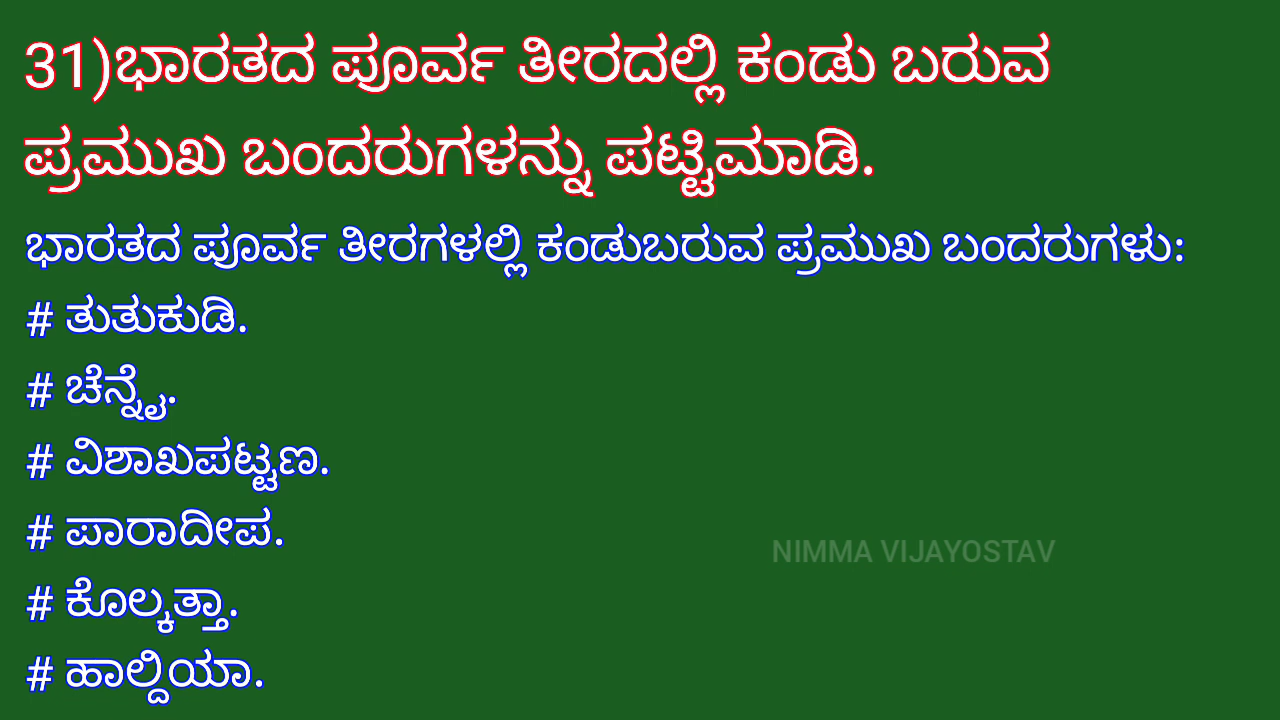 31)ಭಾರತದ ಪೂರ್ವ ತೀರದಲ್ಲಿ ಕಂಡು ಬರುವ
ಪ್ರಮುಖ ಬಂದರುಗಳನ್ನು ಪಟ್ಟಿಮಾಡಿ.
ಭಾರತದ ಪೂರ್ವ ತೀರಗಳಲ್ಲಿ ಕಂಡುಬರುವ ಪ್ರಮುಖ ಬಂದರುಗಳು:
# ತುತುಕುಡಿ.
# ಚೆನ್ನೈ.
# ವಿಶಾಖಪಟ್ಟಣ.
# ಪಾರಾದೀಪ.
NIMMA VIJAYOSTAV
# ಕೊಲ್ಕತ್ತಾ.
# ಹಾಲ್ದಿಯಾ.